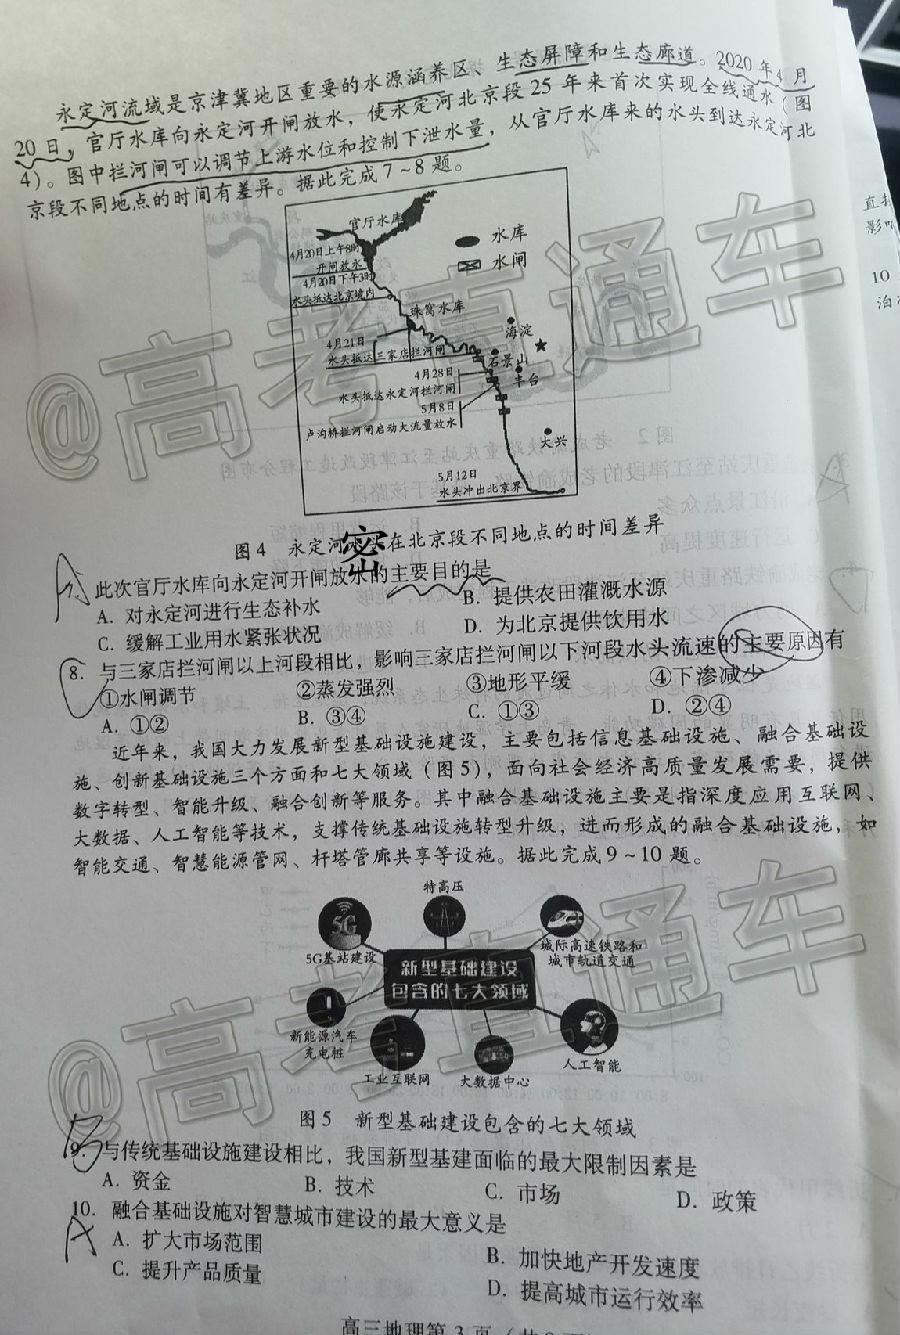 永定河流域是京津冀地区重要的水源涵养区、生态屏障和生态廊道。2020年4月
20日，官厅水库向永定河开闸放水，使永定河北京段25年来首次实现全线通水（图
4）。图中拦河闸可以调节上游水位和控制下泄水量，从官厅水库来的水头到达永定河北
京段不同地点的时间有差异。据此完成7~8题。
官厅水库
水库
水闸
4月20日上午8时
开闸放水
4月20日下午3时
水头抵达北京境内
珠窝水库
海淀
4月21日
水头抵达三家店拦河闸
石景山
丰台
4月28日
水头抵达永定河拦河闸
5月8日
卢沟桥拦河闸启动大流量放水
大兴
5月12日
水头冲出北京界
图4 永定河水头在北京段不同地点的时间差异
密
A
此次官厅水库向永定河开闸放水的主要目的是
A. 对永定河进行生态补水
B. 提供农田灌溉水源
C. 缓解工业用水紧张状况
D. 为北京提供饮用水
8. 与三家店拦河闸以上河段相比，影响三家店拦河闸以下河段水头流速的主要原因有
①水闸调节 ②蒸发强烈 ③地形平缓 ④下渗减少
A. ①② B. ③④ C. ①③ D. ②④
近年来，我国大力发展新型基础设施建设，主要包括信息基础设施、融合基础设
施、创新基础设施三个方面和七大领域（图5），面向社会经济高质量发展需要，提供
数字转型、智能升级、融合创新等服务。其中融合基础设施主要是指深度应用互联网、
大数据、人工智能等技术，支撑传统基础设施转型升级，进而形成的融合基础设施，如
智能交通、智慧能源管网、杆塔管廊共享等设施。据此完成9~10题。
特高压
5G
5G基站建设
城际高速铁路和
城市轨道交通
新型基础建设
包含的七大领域
新能源汽车
充电桩
工业互联网
大数据中心
人工智能
图5 新型基础建设包含的七大领域
B
9. 与传统基础设施建设相比，我国新型基建面临的最大限制因素是
A. 资金 B. 技术 C. 市场 D. 政策
10. 融合基础设施对智慧城市建设的最大意义是
A
A. 扩大市场范围
B. 加快地产开发速度
C. 提升产品质量
D. 提高城市运行效率
高三地理第3页
@高考直通车
@高考直通车
10